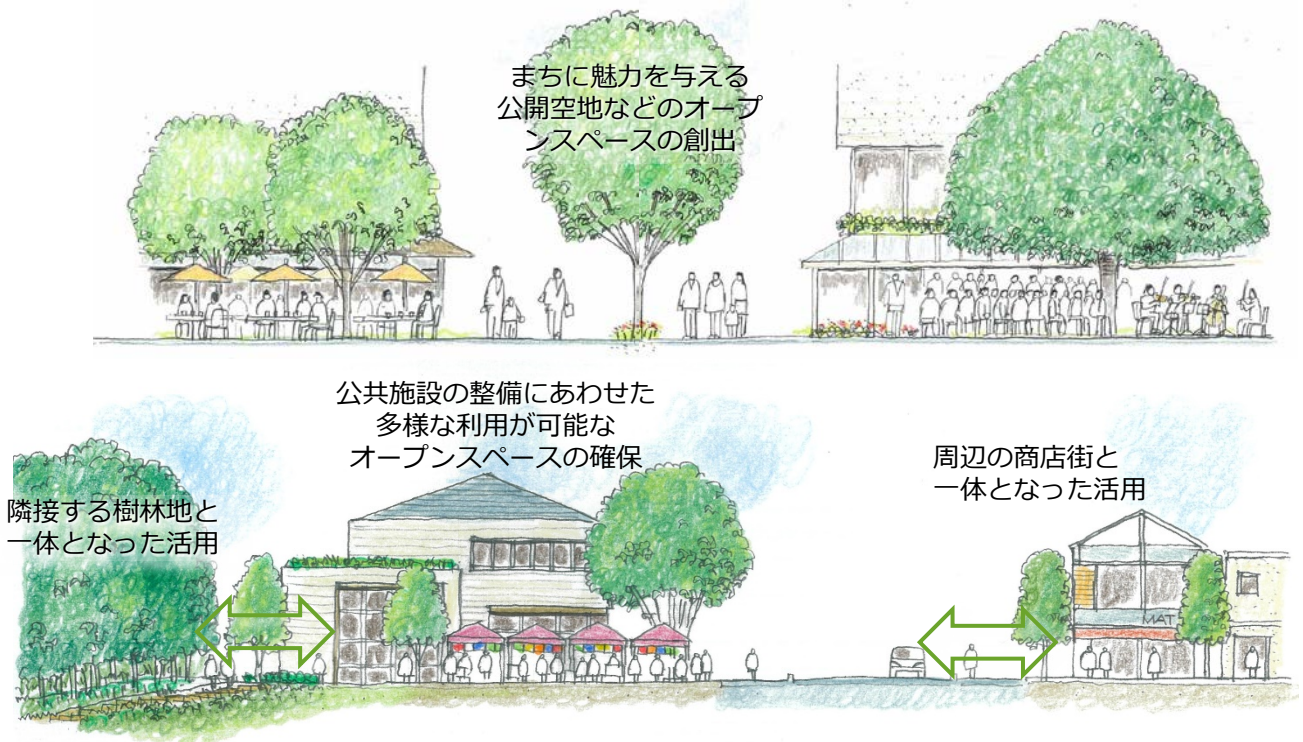 まちに魅力を与える
公開空地などのオープ
ンスペースの創出
公共施設の整備にあわせた
多様な利用が可能な
オープンスペースの確保
周辺の商店街と
一体となった活用
隣接する樹林地と
一体となった活用
MAT